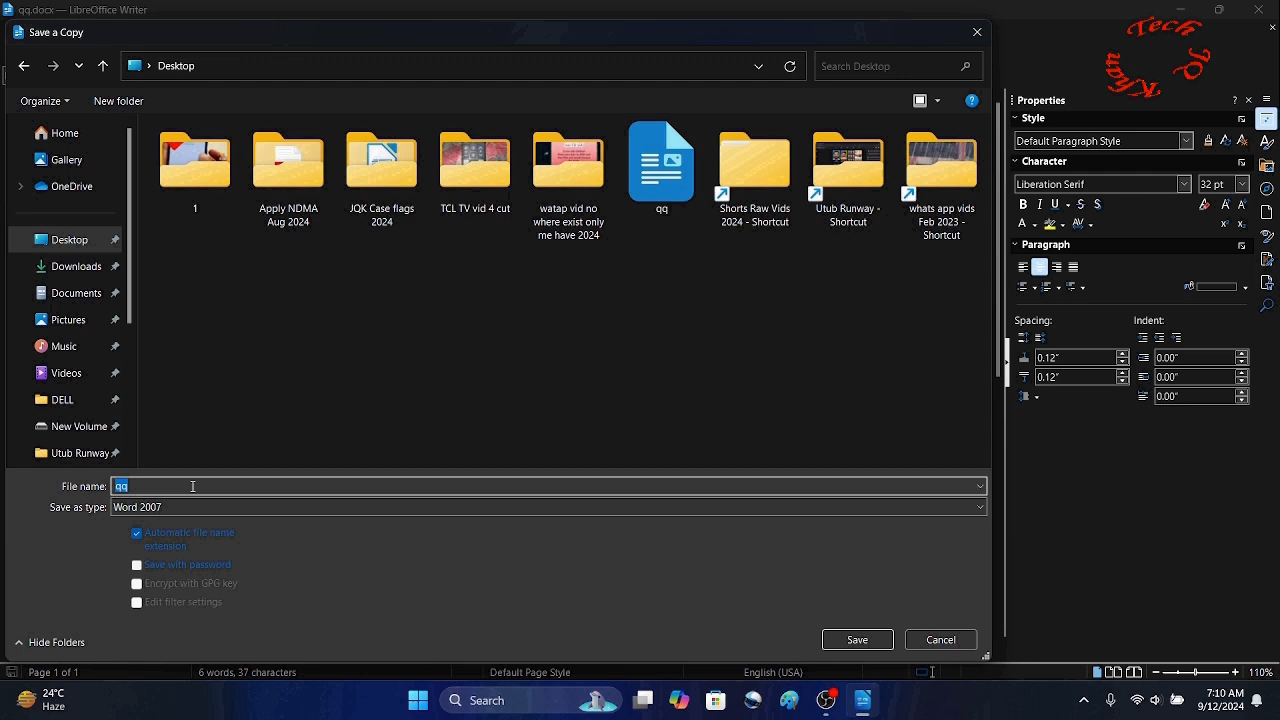 qq.docx — LibreOffice Writer
Save a Copy
Tech JQ Khan
Desktop
Search Desktop
Organize
New folder
Home
Gallery
OneDrive
Desktop
Downloads
Documents
Pictures
Music
Videos
DELL
New Volume
Utub Runway
1
Apply NDMA
Aug 2024
JQK Case flags
2024
TCL TV vid 4 cut
watap vid no
where exist only
me have 2024
qq
Shorts Raw Vids
2024 - Shortcut
Utub Runway -
Shortcut
whats app vids
Feb 2023 -
Shortcut
File name: qq
Save as type: Word 2007
Automatic file name
extension
Save with password
Encrypt with GPG key
Edit filter settings
Hide Folders
Save
Cancel
Properties
Style
Default Paragraph Style
Character
Liberation Serif
32 pt
Paragraph
Spacing:
Indent:
0.12"
0.00"
0.12"
0.00"
0.00"
Page 1 of 1
6 words, 37 characters
Default Page Style
English (USA)
110%
24°C
Haze
Search
7:10 AM
9/12/2024